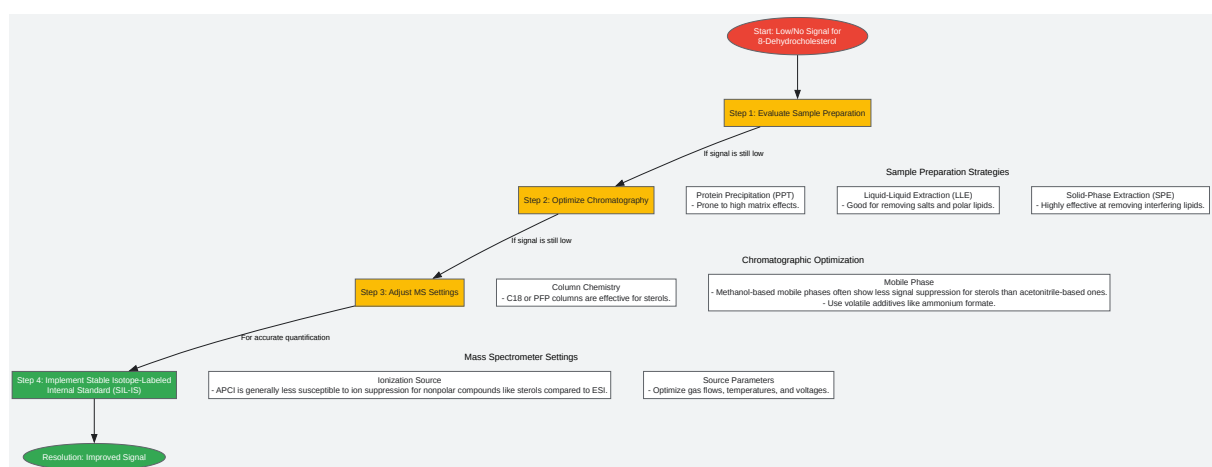 Start: Low/No Signal for
8-Dehydrocholesterol
Step 1: Evaluate Sample Preparation
If signal is still low
Sample Preparation Strategies
Step 2: Optimize Chromatography
Protein Precipitation (PPT)
- Prone to high matrix effects.
Liquid-Liquid Extraction (LLE)
- Good for removing salts and polar lipids.
Solid-Phase Extraction (SPE)
- Highly effective at removing interfering lipids.
If signal is still low
Chromatographic Optimization
Step 3: Adjust MS Settings
Column Chemistry
- C18 or PFP columns are effective for sterols.
Mobile Phase
- Methanol-based mobile phases often show less signal suppression for sterols than acetonitrile-based ones.
- Use volatile additives like ammonium formate.
For accurate quantification
Mass Spectrometer Settings
Step 4: Implement Stable Isotope-Labeled
Internal Standard (SIL-IS)
Ionization Source
- APCI is generally less susceptible to ion suppression for nonpolar compounds like sterols compared to ESI.
Source Parameters
- Optimize gas flows, temperatures, and voltages.
Resolution: Improved Signal